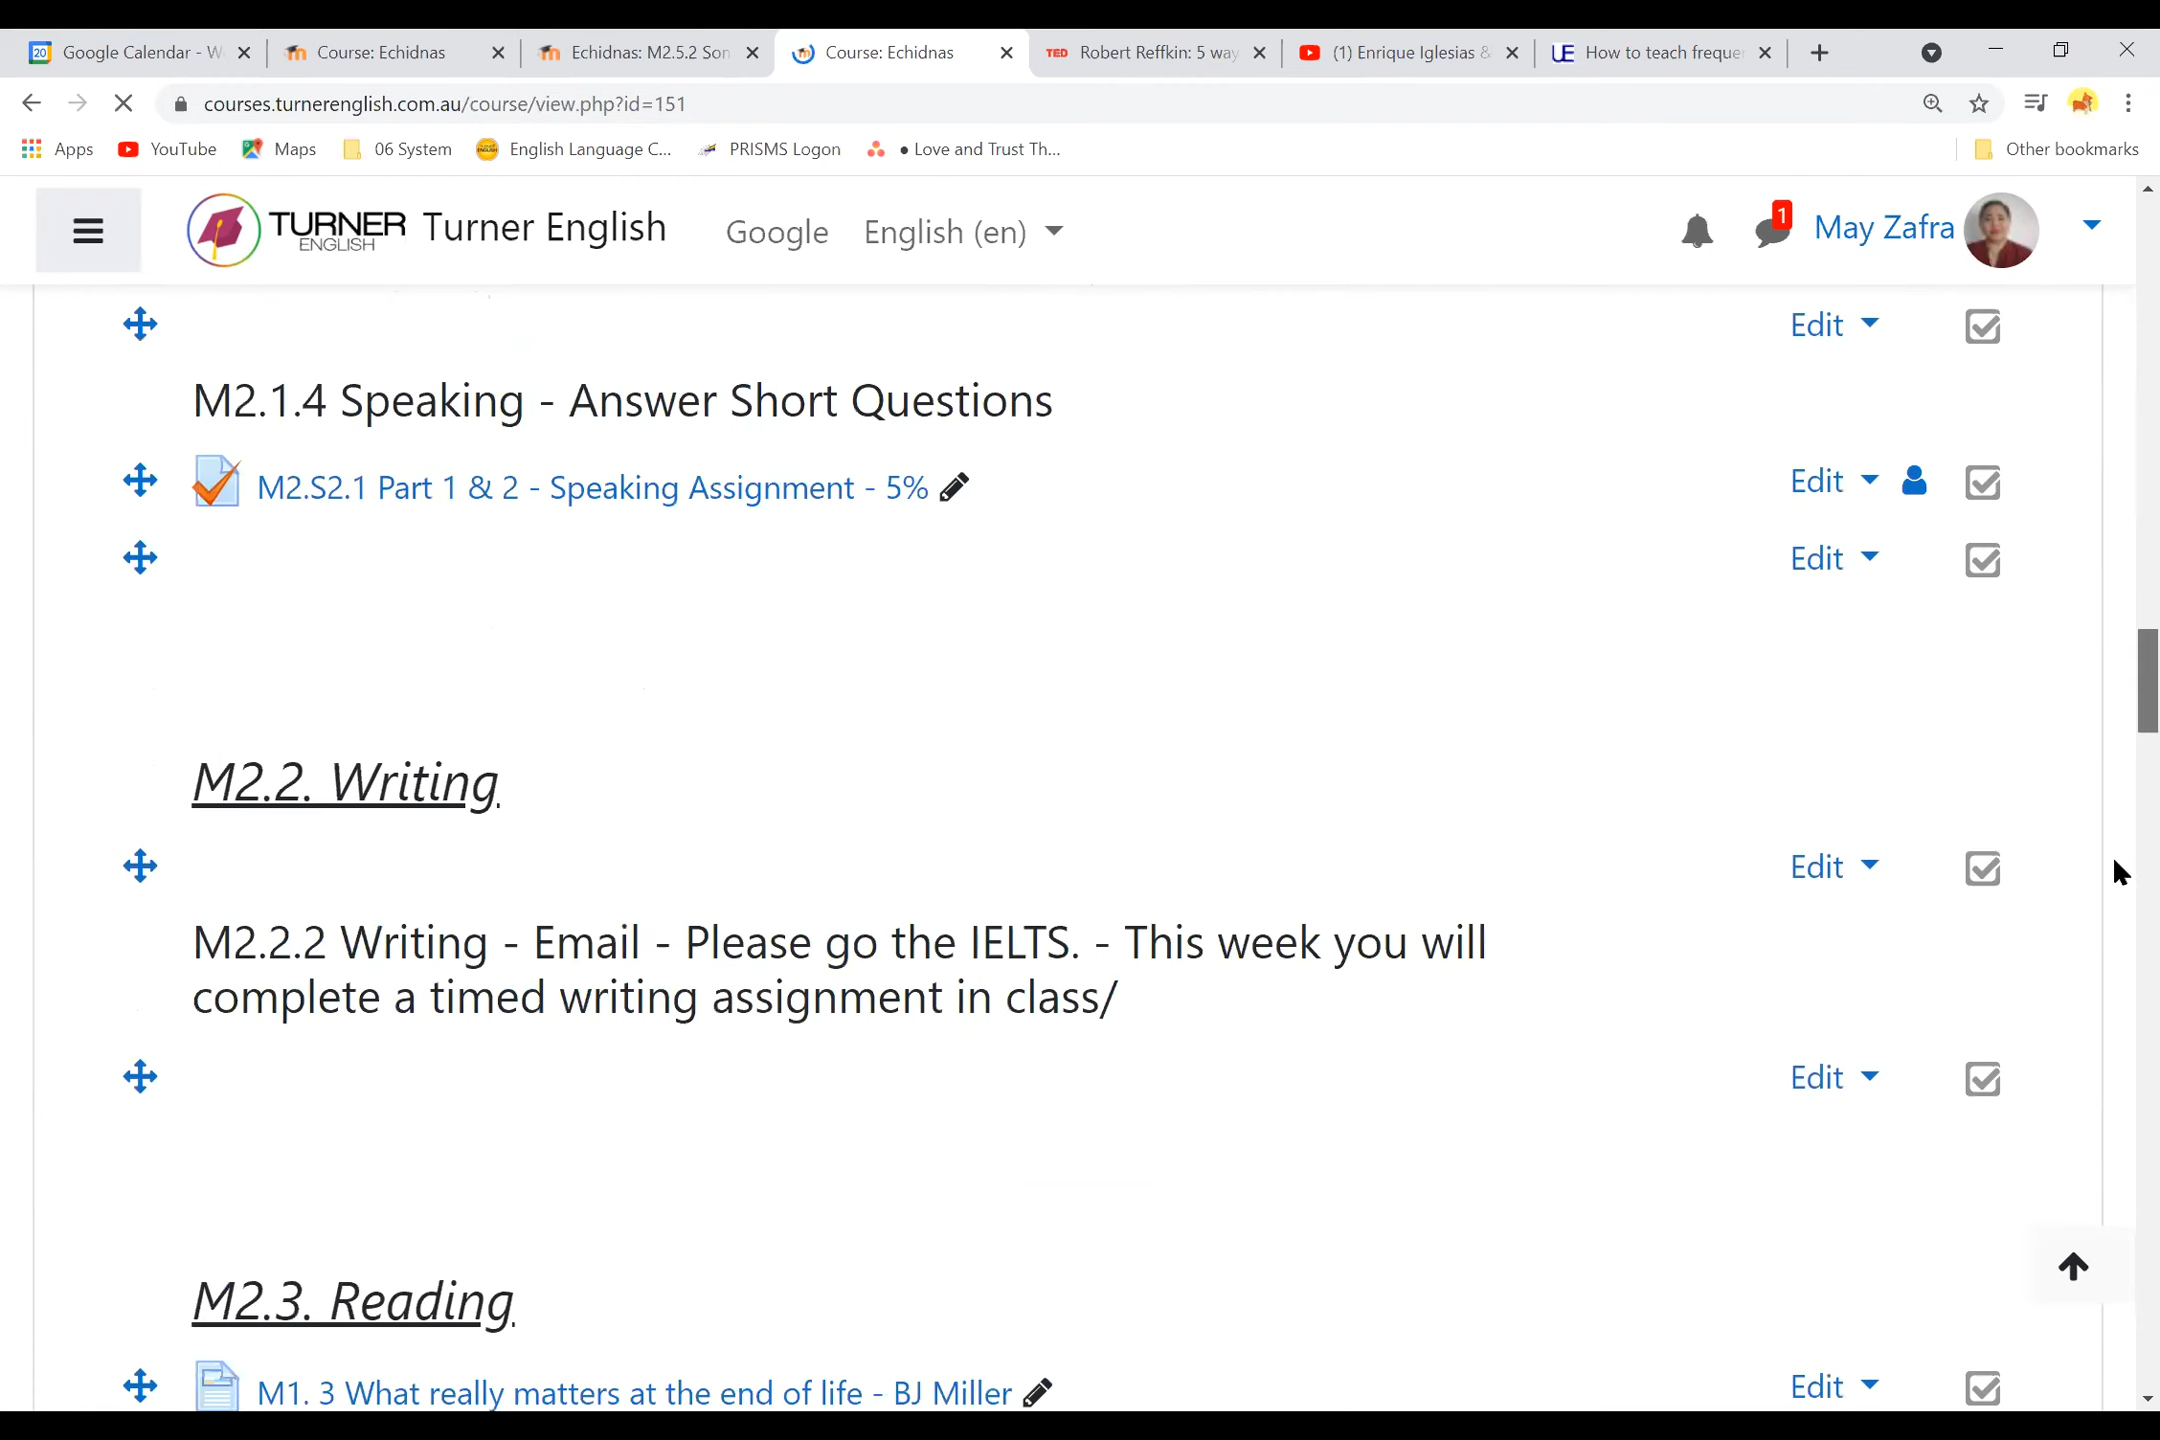 20 Google Calendar - W
Course: Echidnas
Echidnas: M2.5.2 Son
Course: Echidnas
TED Robert Reffkin: 5 way
(1) Enrique Iglesias &
UE How to teach freque
courses.turnerenglish.com.au/course/view.php?id=151
Apps YouTube Maps 06 System English Language C... PRISMS Logon • Love and Trust Th... Other bookmarks
TURNER ENGLISH Turner English Google English (en) 1 May Zafra
Edit
M2.1.4 Speaking - Answer Short Questions
M2.S2.1 Part 1 & 2 - Speaking Assignment - 5% Edit
Edit
M2.2. Writing
Edit
M2.2.2 Writing - Email - Please go the IELTS. - This week you will
complete a timed writing assignment in class/
Edit
M2.3. Reading
M1. 3 What really matters at the end of life - BJ Miller Edit